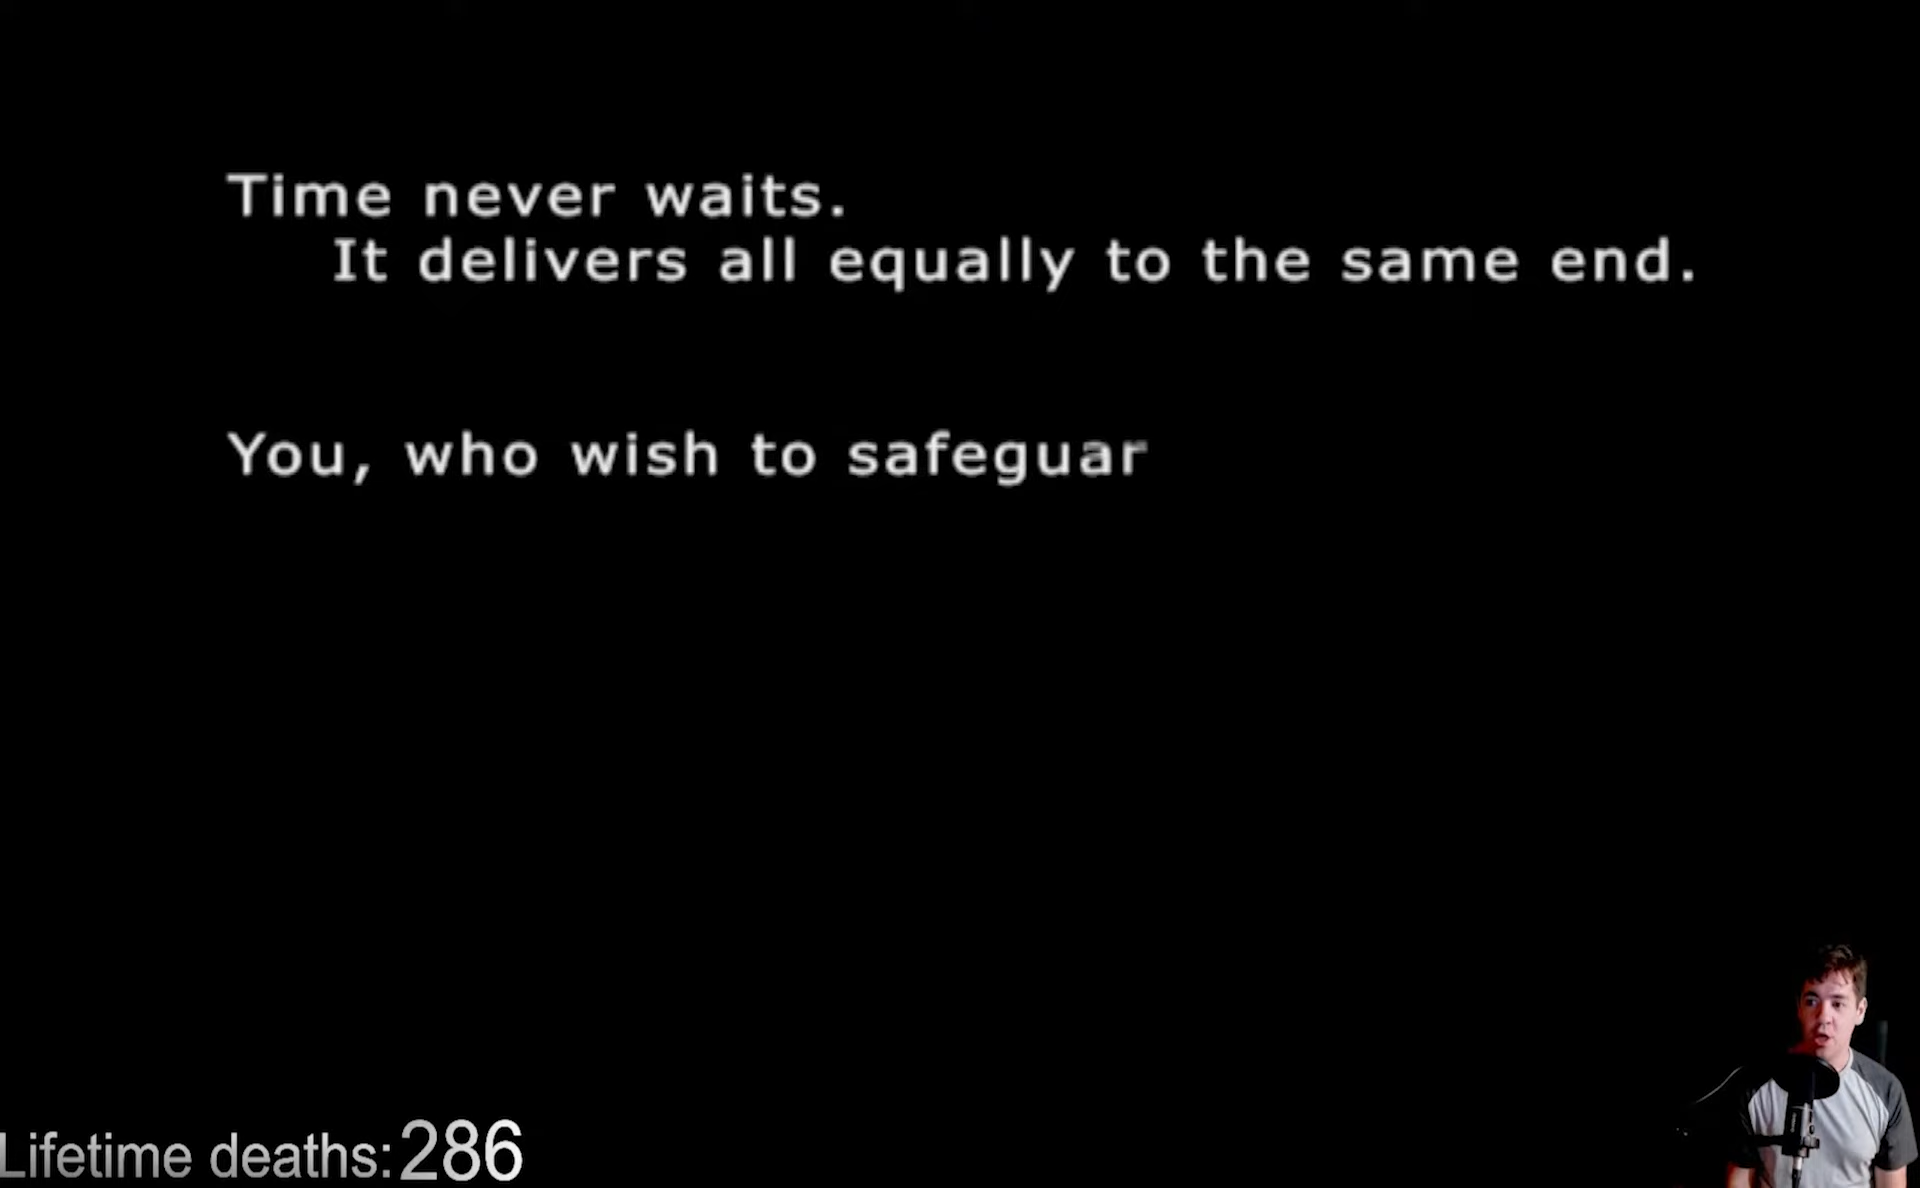 Time never waits.
It delivers all equally to the same end.
You, who wish to safeguar
Lifetime deaths:286